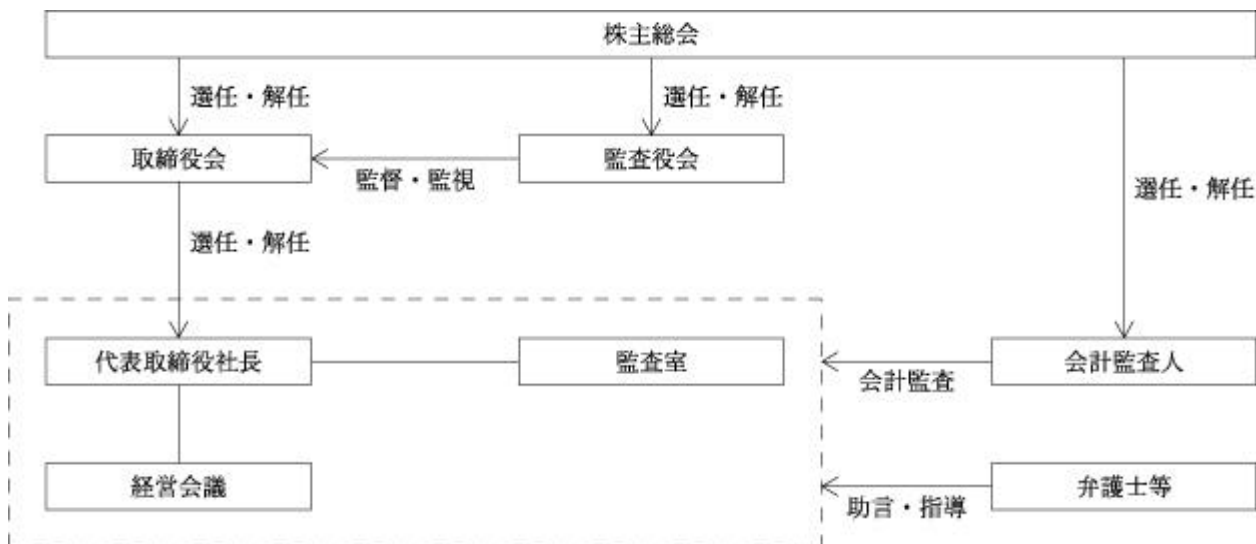 株主総会
選任・解任
選任・解任
取締役会
監査役会
監督・監視
選任・解任
選任・解任
代表取締役社長
監査室
会計監査人
会計監査
経営会議
弁護士等
助言・指導